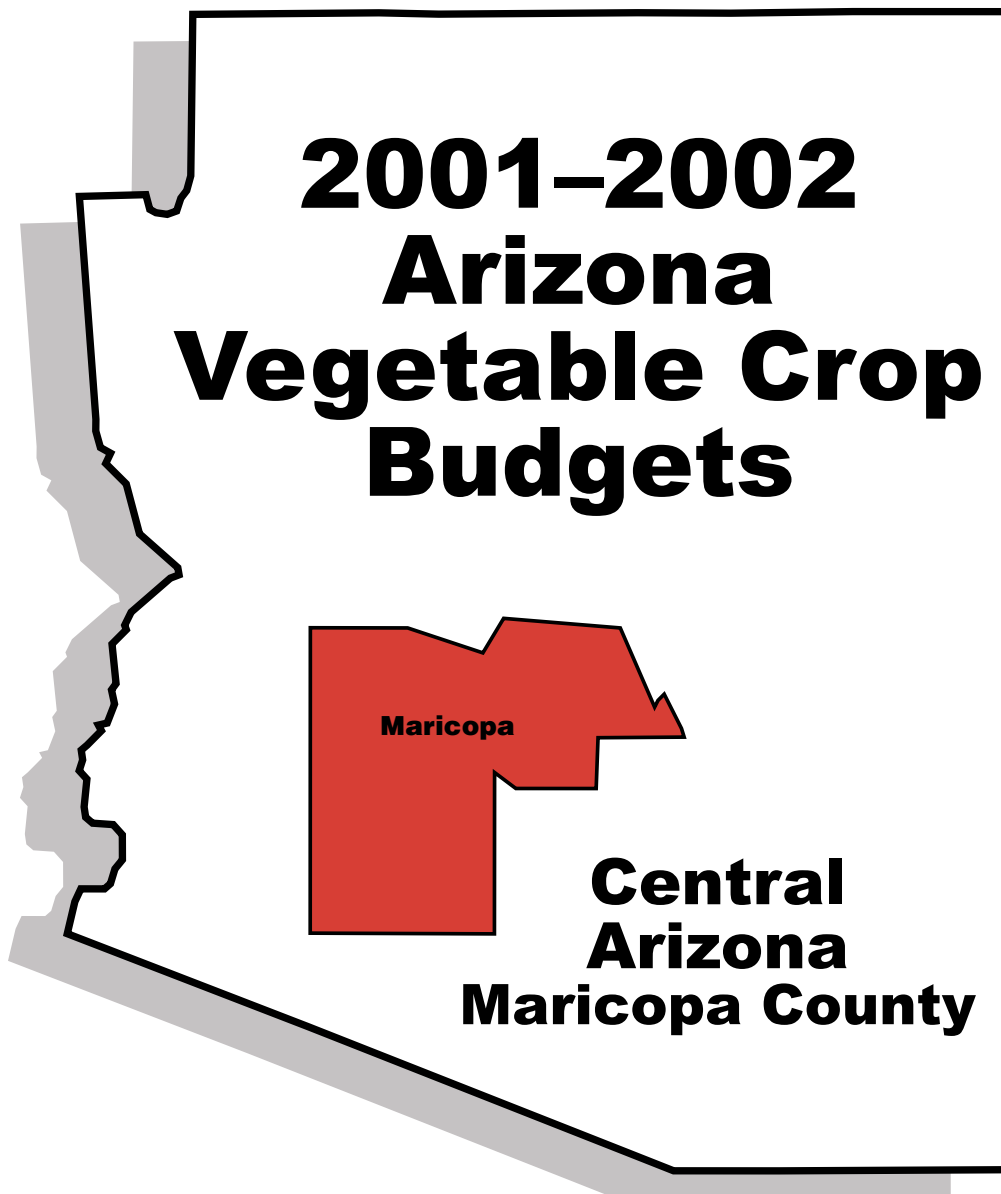 2001–2002
Arizona
Vegetable Crop
Budgets
Maricopa
Central
Arizona
Maricopa County